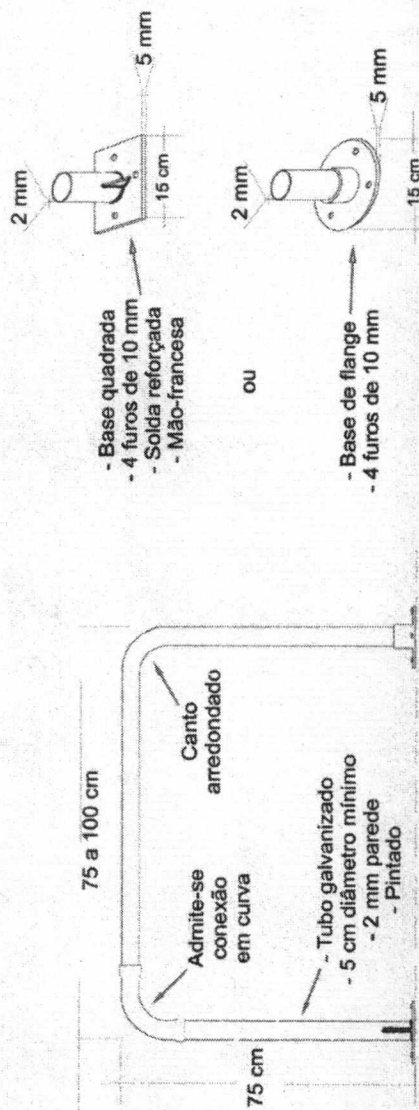 75 a 100 cm
Admite-se
conexão
em curva
Canto
arredondado
75 cm
- Tubo galvanizado
- 5 cm diâmetro mínimo
- 2 mm parede
- Pintado
2 mm
- Base quadrada
- 4 furos de 10 mm
- Solda reforçada
- Mão-francesa
15 cm
5 mm
ou
2 mm
- Base de flange
- 4 furos de 10 mm
15 cm
5 mm